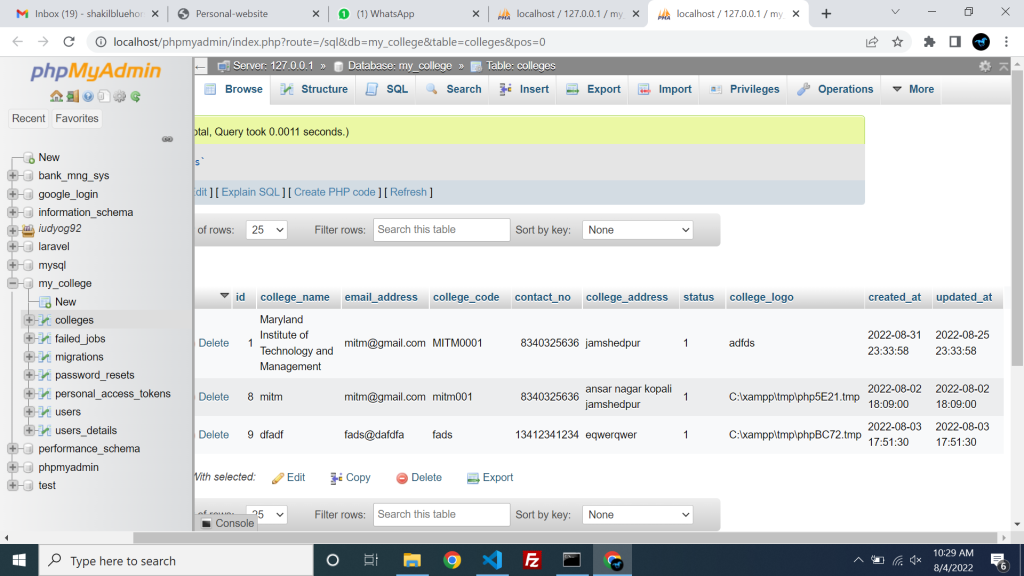 Inbox (19) - shakilbluehor
Personal-website
(1) WhatsApp
localhost / 127.0.0.1 / my
localhost / 127.0.0.1 / my
localhost/phpmyadmin/index.php?route=/sql&db=my_college&table=colleges&pos=0
phpMyAdmin
Recent Favorites
New
bank_mng_sys
google_login
information_schema
iudyog92
laravel
mysql
my_college
New
colleges
failed_jobs
migrations
password_resets
personal_access_tokens
users
users_details
performance_schema
phpmyadmin
test
Server: 127.0.0.1 » Database: my_college » Table: colleges
Browse Structure SQL Search Insert Export Import Privileges Operations More
otal, Query took 0.0011 seconds.)
s`
dit ] [ Explain SQL ] [ Create PHP code ] [ Refresh ]
of rows: 25 Filter rows: Search this table Sort by key: None
id college_name email_address college_code contact_no college_address status college_logo created_at updated_at
Delete 1 Maryland Institute of Technology and Management mitm@gmail.com MITM0001 8340325636 jamshedpur 1 adfds 2022-08-31 23:33:58 2022-08-25 23:33:58
Delete 8 mitm mitm@gmail.com mitm001 8340325636 ansar nagar kopali jamshedpur 1 C:\xampp\tmp\php5E21.tmp 2022-08-02 18:09:00 2022-08-02 18:09:00
Delete 9 dfadf fads@dafdfa fads 13412341234 eqwerqwer 1 C:\xampp\tmp\phpBC72.tmp 2022-08-03 17:51:30 2022-08-03 17:51:30
With selected: Edit Copy Delete Export
of rows: 25 Filter rows: Search this table Sort by key: None
Console
Type here to search
10:29 AM
8/4/2022
6